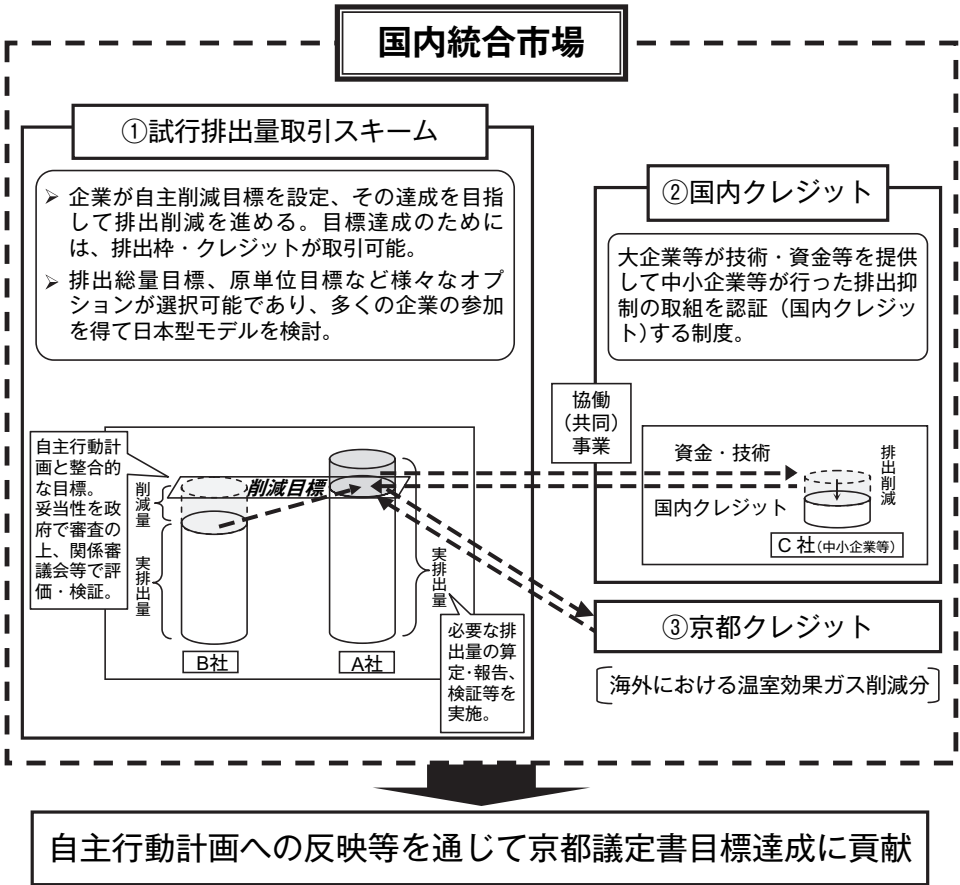 国内統合市場
①試行排出量取引スキーム
➢ 企業が自主削減目標を設定、その達成を目指
して排出削減を進める。目標達成のために
は、排出枠・クレジットが取引可能。
➢ 排出総量目標、原単位目標など様々なオプ
ションが選択可能であり、多くの企業の参加
を得て日本型モデルを検討。
自主行動計
画と整合的
な目標。
妥当性を政
府で審査の
上、関係審
議会等で評
価・検証。
削減量
実排出量
削減目標
実排出量
B社
A社
必要な排
出量の算
定・報告、
検証等を
実施。
②国内クレジット
大企業等が技術・資金等を提供
して中小企業等が行った排出抑
制の取組を認証（国内クレジッ
ト)する制度。
協働
（共同）
事業
資金・技術
国内クレジット
排出削減
C 社(中小企業等)
③京都クレジット
海外における温室効果ガス削減分
自主行動計画への反映等を通じて京都議定書目標達成に貢献